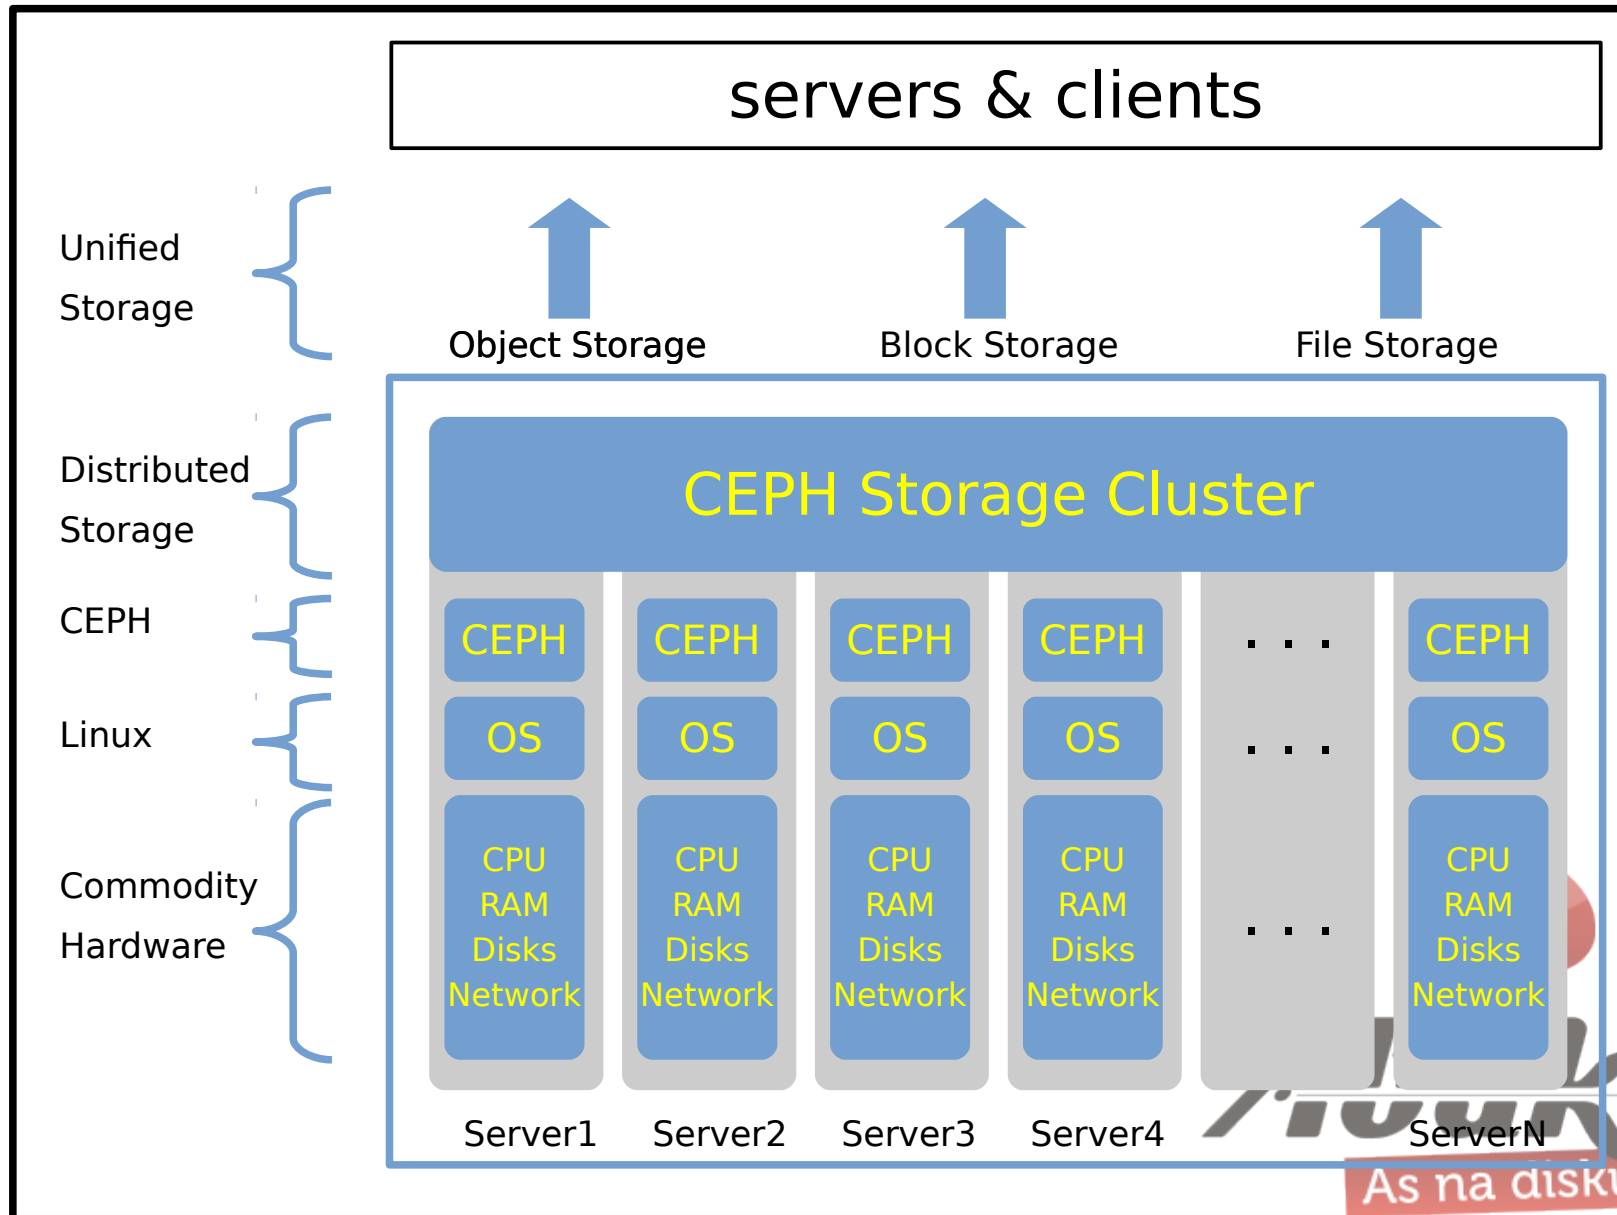 servers & clients
Unified
Storage
Object Storage
Block Storage
File Storage
Distributed
Storage
CEPH Storage Cluster
CEPH
CEPH
CEPH
CEPH
CEPH
. . .
CEPH
Linux
OS
OS
OS
OS
. . .
OS
Commodity
Hardware
CPU
RAM
Disks
Network
CPU
RAM
Disks
Network
CPU
RAM
Disks
Network
CPU
RAM
Disks
Network
. . .
CPU
RAM
Disks
Network
Server1
Server2
Server3
Server4
ServerN
As na disku